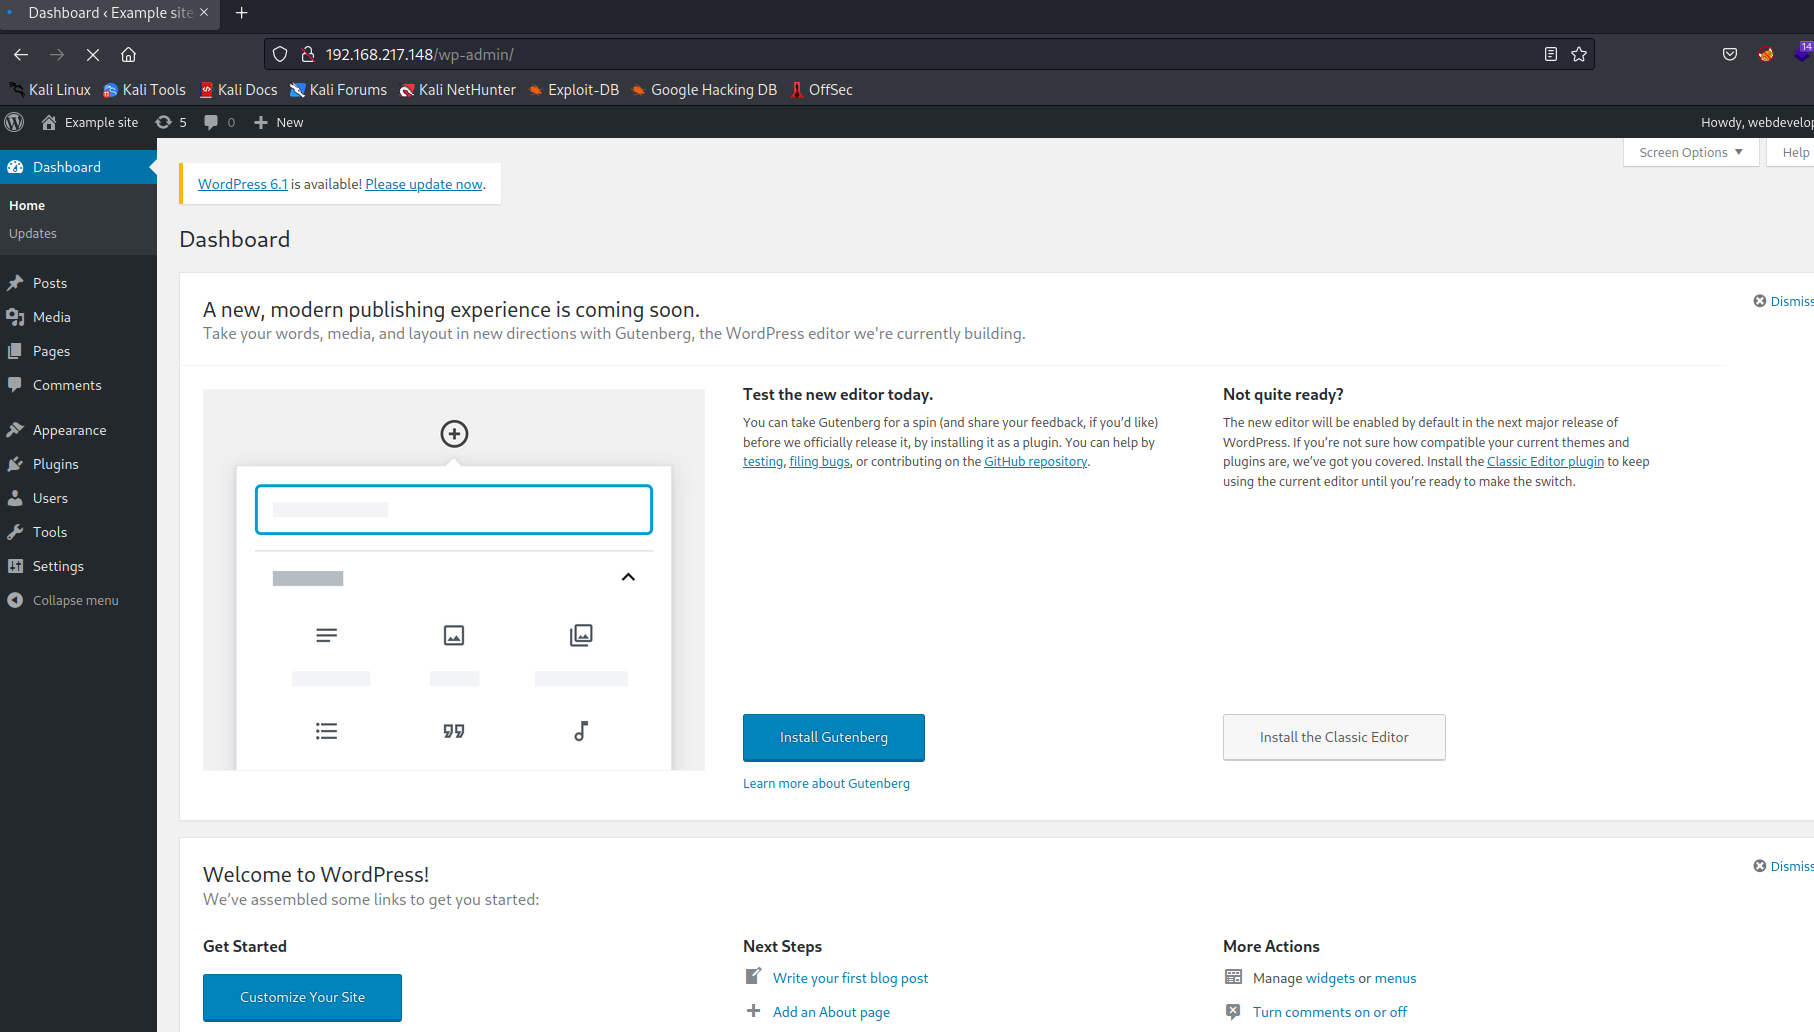 Dashboard ‹ Example site
192.168.217.148/wp-admin/
14
Kali Linux Kali Tools Kali Docs Kali Forums Kali NetHunter Exploit-DB Google Hacking DB OffSec
Example site 5 0 New Howdy, webdevelop
Dashboard
Screen Options Help
WordPress 6.1 is available! Please update now.
Home
Updates
Dashboard
Posts
Media
Pages
Comments
Appearance
Plugins
Users
Tools
Settings
Collapse menu
A new, modern publishing experience is coming soon.
Dismiss
Take your words, media, and layout in new directions with Gutenberg, the WordPress editor we're currently building.
Test the new editor today.
You can take Gutenberg for a spin (and share your feedback, if you’d like)
before we officially release it, by installing it as a plugin. You can help by
testing, filing bugs, or contributing on the GitHub repository.
Install Gutenberg
Learn more about Gutenberg
Not quite ready?
The new editor will be enabled by default in the next major release of
WordPress. If you’re not sure how compatible your current themes and
plugins are, we’ve got you covered. Install the Classic Editor plugin to keep
using the current editor until you’re ready to make the switch.
Install the Classic Editor
Welcome to WordPress!
Dismiss
We’ve assembled some links to get you started:
Get Started
Customize Your Site
Next Steps
Write your first blog post
Add an About page
More Actions
Manage widgets or menus
Turn comments on or off